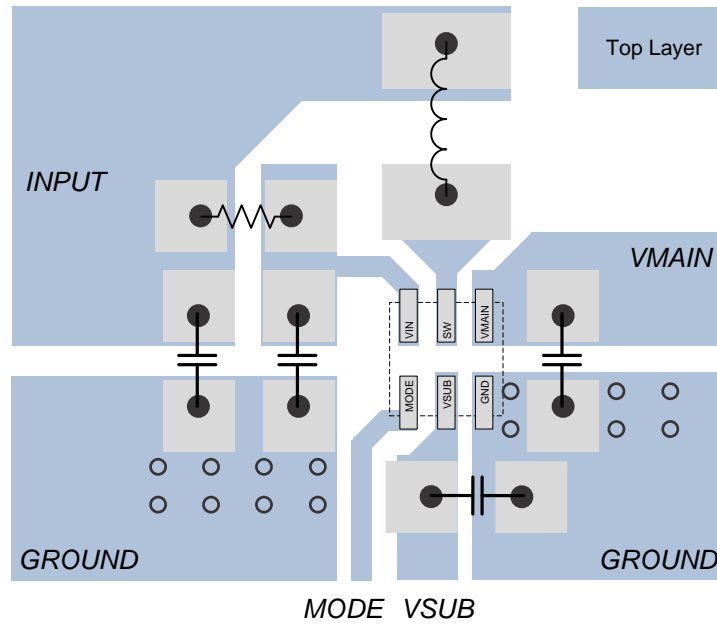 Top Layer
INPUT
VMAIN
VIN
SW
VMAIN
MODE
VSUB
GND
GROUND
GROUND
MODE
VSUB